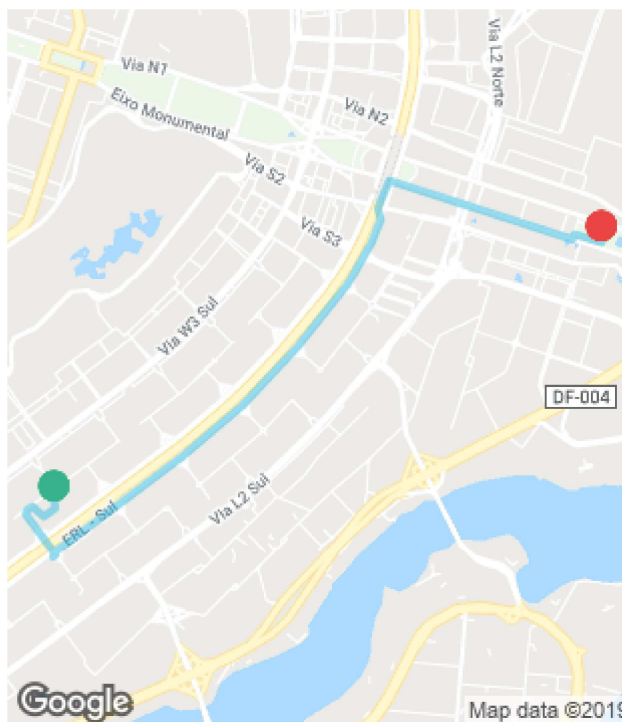 Via N1
Via L2 Norte
Via N2
Eixo Monumental
Via S2
Via S3
Via W3 Sul
DF-004
ERL - Sul
Via L2 Sul
Google
Map data ©2019